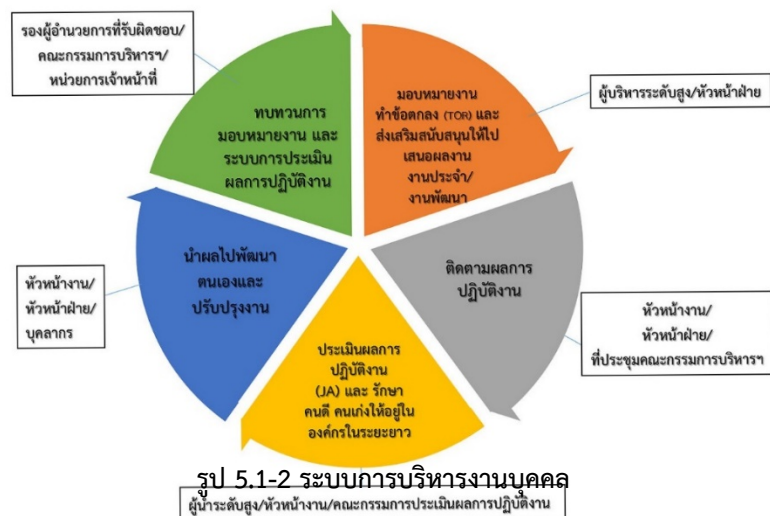 รองผู้อำนวยการที่รับผิดชอบ/
คณะกรรมการบริหารฯ/
หน่วยการเจ้าหน้าที่
ทบทวนการ
มอบหมายงาน และ
ระบบการประเมิน
ผลการปฏิบัติงาน
มอบหมายงาน
ทำข้อตกลง (TOR) และ
ส่งเสริมสนับสนุนให้ไป
เสนอผลงาน
งานประจำ/
งานพัฒนา
ผู้บริหารระดับสูง/หัวหน้าฝ่าย
นำผลไปพัฒนา
ตนเองและ
ปรับปรุงงาน
ติดตามผลการ
ปฏิบัติงาน
หัวหน้างาน/
หัวหน้าฝ่าย/
บุคลากร
หัวหน้างาน/
หัวหน้าฝ่าย/
ที่ประชุมคณะกรรมการบริหารฯ
ประเมินผลการ
ปฏิบัติงาน
(JA) และ รักษา
คนดี คนเก่งให้อยู่ใน
องค์กรในระยะยาว
รูป 5.1-2 ระบบการบริหารงานบุคคล
ผู้นำระดับสูง/หัวหน้างาน/คณะกรรมการประเมินผลการปฏิบัติงาน